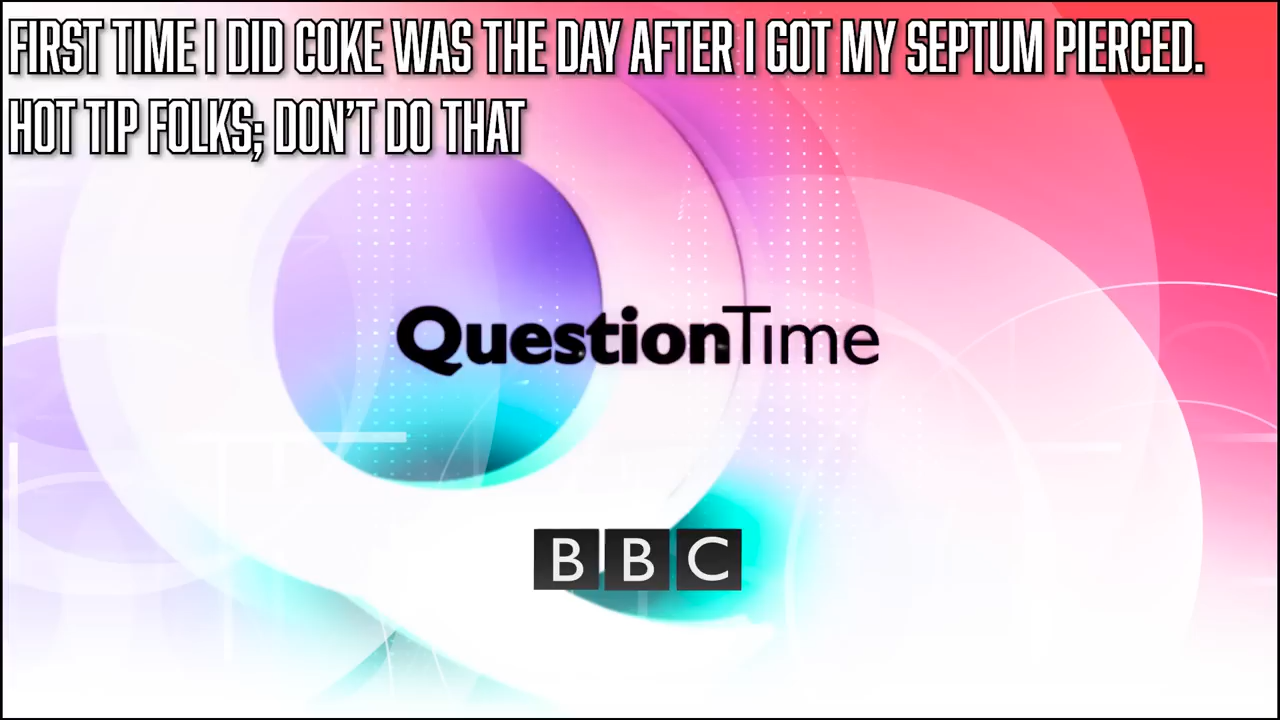 FIRST TIME I DID COKE WAS THE DAY AFTER I GOT MY SEPTUM PIERCED.
HOT TIP FOLKS; DON'T DO THAT
QuestionTime
BBC